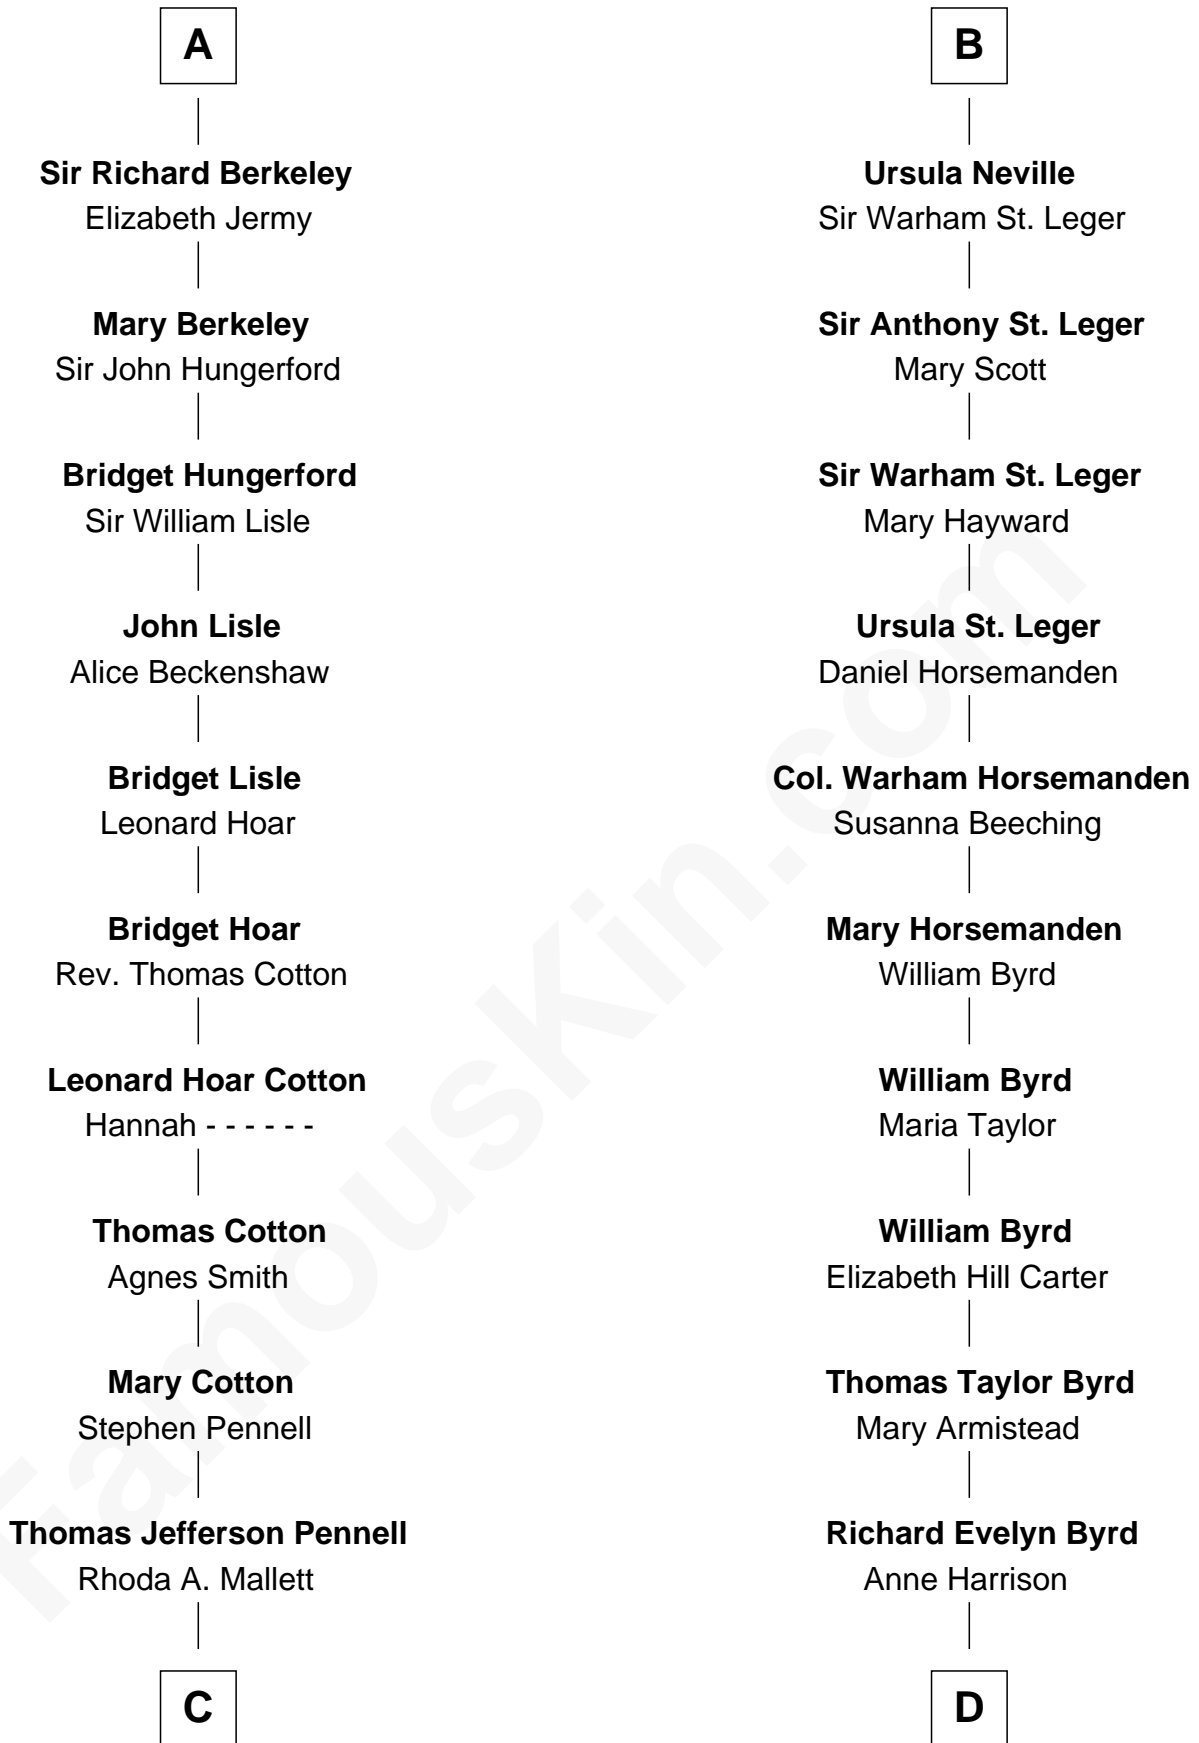 A
Sir Richard Berkeley
Elizabeth Jermy
Mary Berkeley
Sir John Hungerford
Bridget Hungerford
Sir William Lisle
John Lisle
Alice Beckenshaw
Bridget Lisle
Leonard Hoar
Bridget Hoar
Rev. Thomas Cotton
Leonard Hoar Cotton
Hannah - - - - - -
Thomas Cotton
Agnes Smith
Mary Cotton
Stephen Pennell
Thomas Jefferson Pennell
Rhoda A. Mallett
C
B
Ursula Neville
Sir Warham St. Leger
Sir Anthony St. Leger
Mary Scott
Sir Warham St. Leger
Mary Hayward
Ursula St. Leger
Daniel Horsemanden
Col. Warham Horsemanden
Susanna Beeching
Mary Horsemanden
William Byrd
William Byrd
Maria Taylor
William Byrd
Elizabeth Hill Carter
Thomas Taylor Byrd
Mary Armistead
Richard Evelyn Byrd
Anne Harrison
D
FamousKin.com